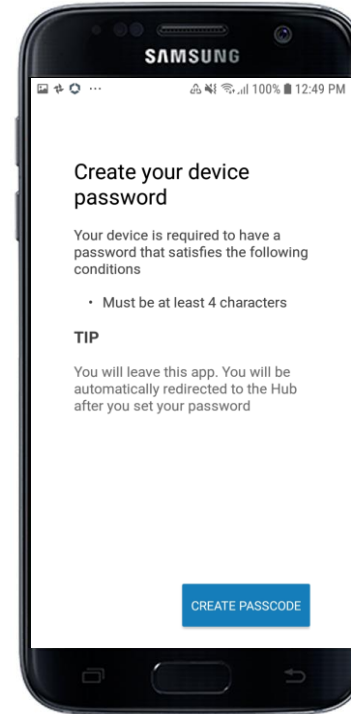 SAMSUNG
100% 12:49 PM
Create your device
password
Your device is required to have a
password that satisfies the following
conditions
• Must be at least 4 characters
TIP
You will leave this app. You will be
automatically redirected to the Hub
after you set your password
CREATE PASSCODE